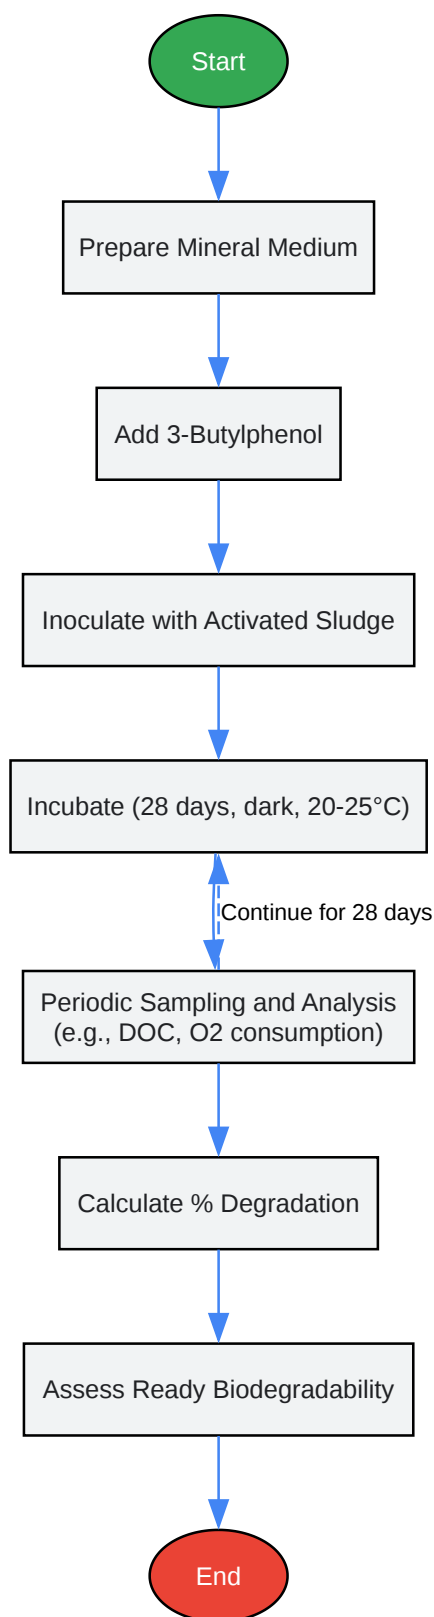 Start
Prepare Mineral Medium
Add 3-Butylphenol
Inoculate with Activated Sludge
Incubate (28 days, dark, 20-25°C)
Continue for 28 days
Periodic Sampling and Analysis
(e.g., DOC, O2 consumption)
Calculate % Degradation
Assess Ready Biodegradability
End